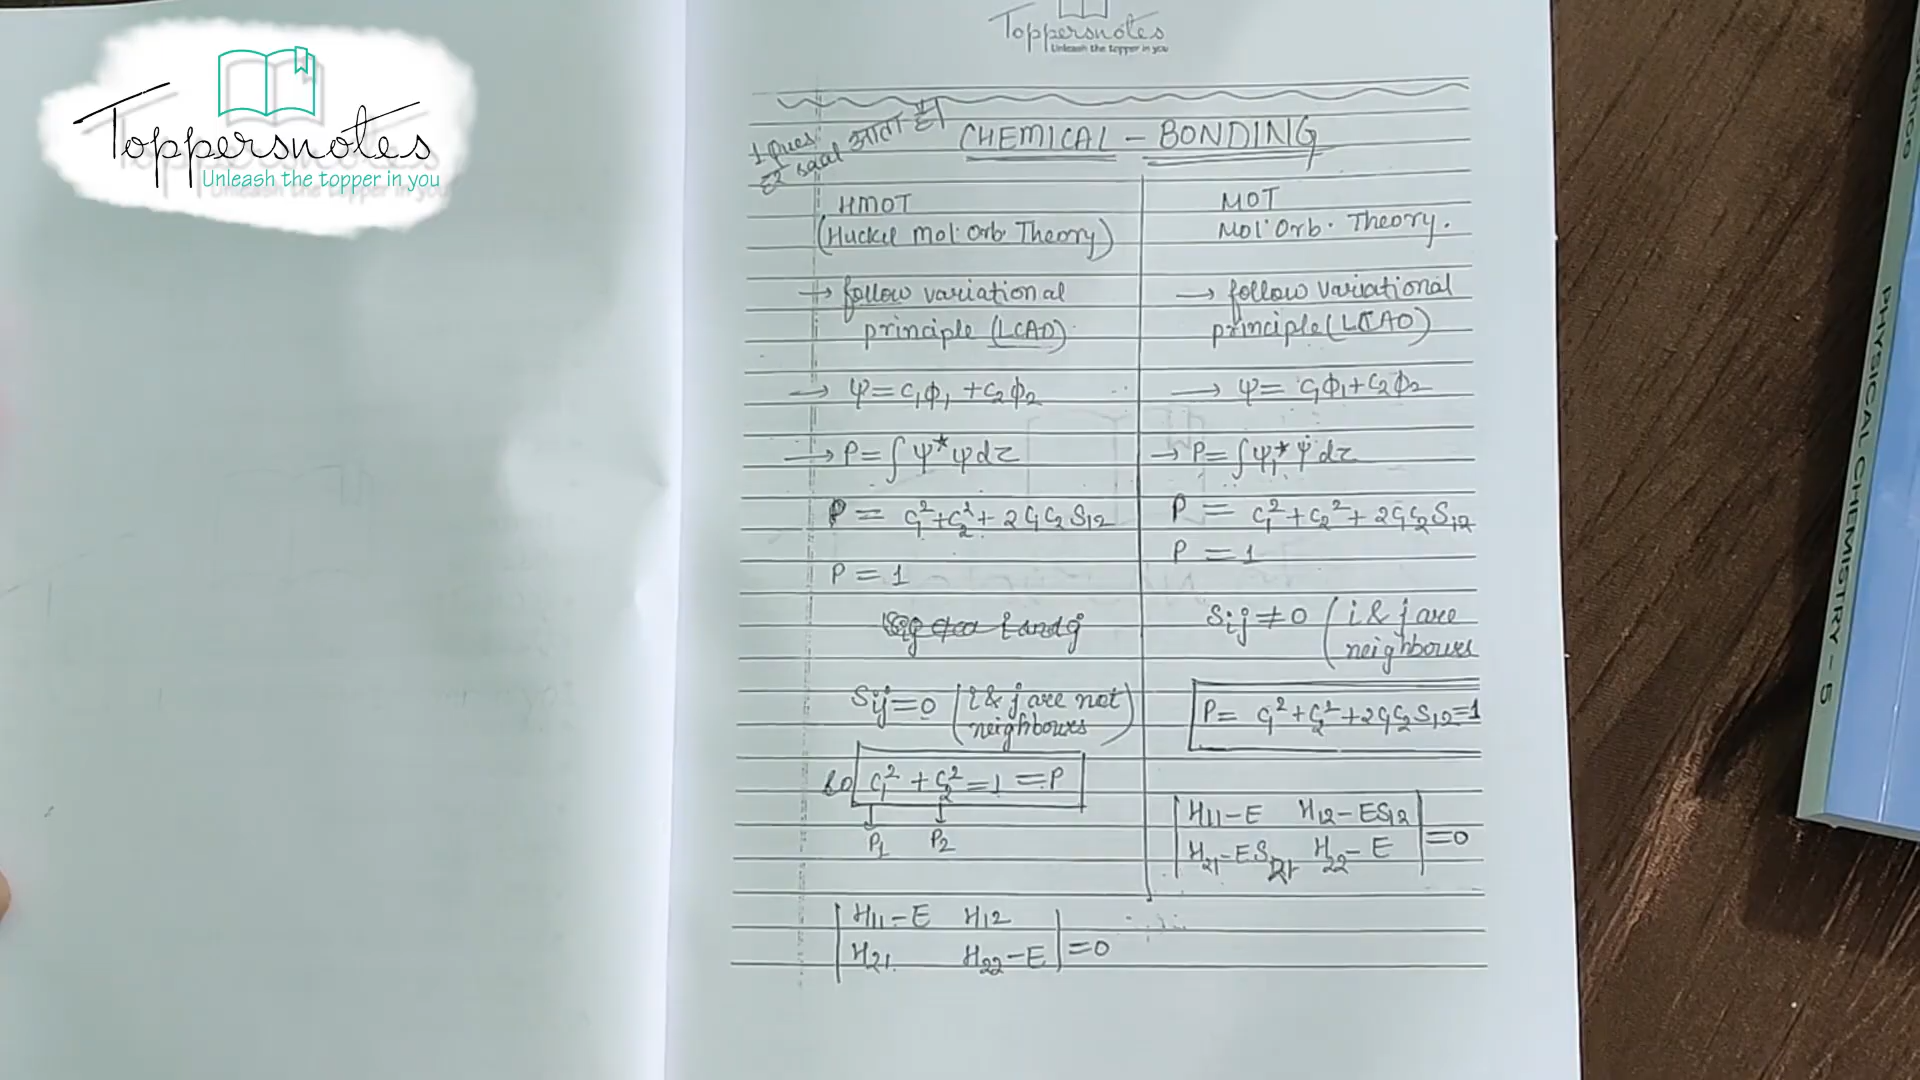 Toppersnotes
Unleash the topper in you
Toppersnotes
Unleash the topper in you
1 ques
हर saal आता है।
CHEMICAL - BONDING
HMOT
(Huckel Mol. Orb. Theory)
→ follow variational
principle (LCAO).
→ ψ = C₁Φ₁ + C₂Φ₂
→ P = ∫ψ*ψdτ
P = C₁² + C₂² + 2C₁C₂S₁₂
P = 1
Sij = 0 (i & j are not
neighbours)
so C₁² + C₂² = 1 = P
P₁ P₂
H₁₁-E H₁₂
H₂₁ H₂₂-E =0
MOT
Mol. Orb. Theory.
→ follow variational
principle (LCAO)
→ ψ = C₁Φ₁ + C₂Φ₂
→ P = ∫ψ₁*ψdτ
P = C₁² + C₂² + 2C₁C₂S₁₂
P = 1
Sij ≠ 0 (i & j are
neighbours
P = C₁² + C₂² + 2C₁C₂S₁₂ = 1
H₁₁-E H₁₂-ES₁₂
H₂₁-ES₂₁ H₂₂-E =0
PHYSICAL CHEMISTRY - 5